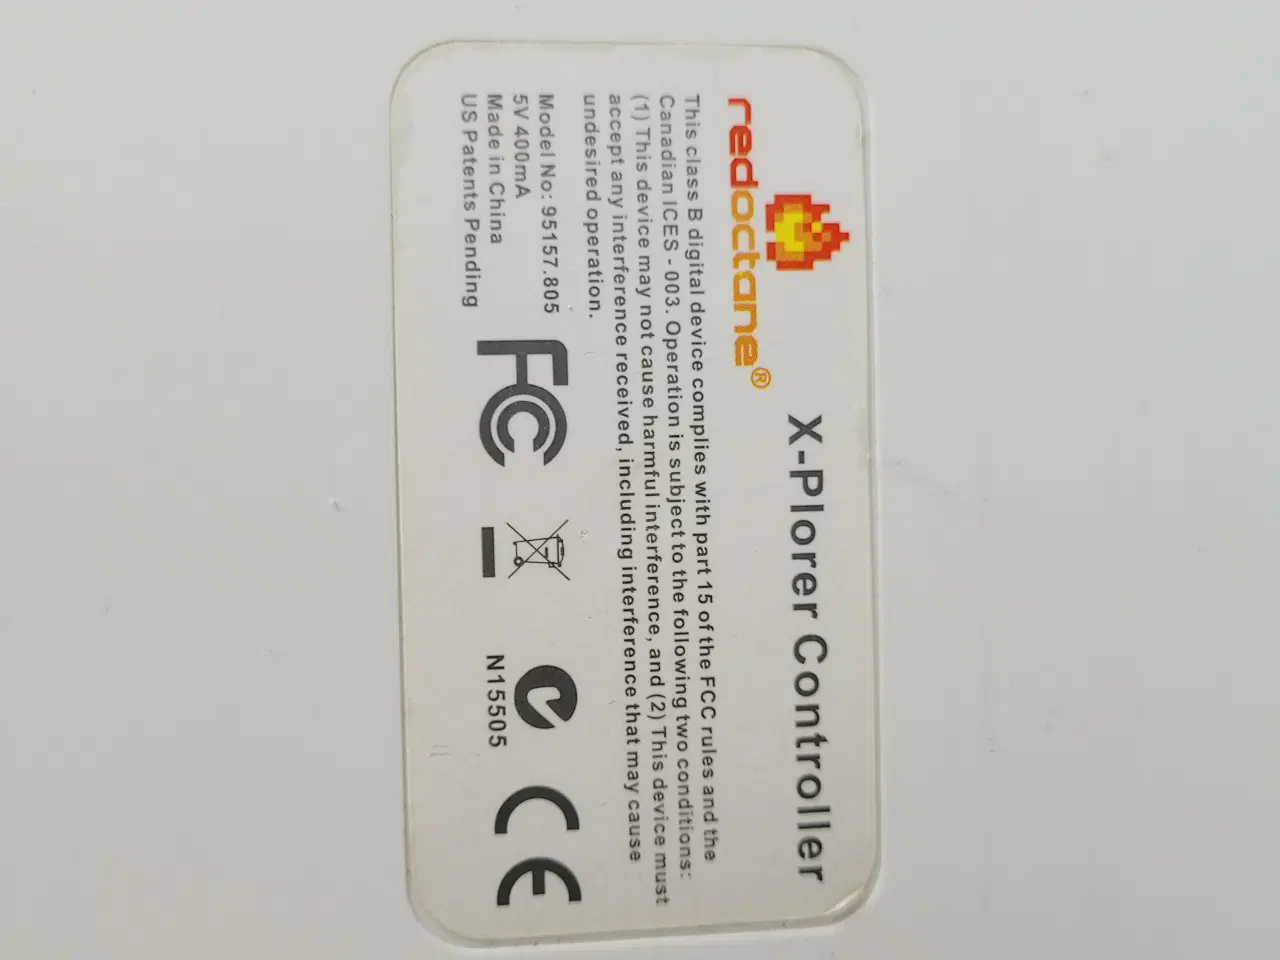 redoctane®
X-Plorer Controller
This class B digital device complies with part 15 of the FCC rules and the
Canadian ICES - 003. Operation is subject to the following two conditions:
(1) This device may not cause harmful interference, and (2) This device must
accept any interference received, including interference that may cause
undesired operation.
Model No: 95157.805
5V 400mA
Made in China
US Patents Pending
FC
N15505
CE